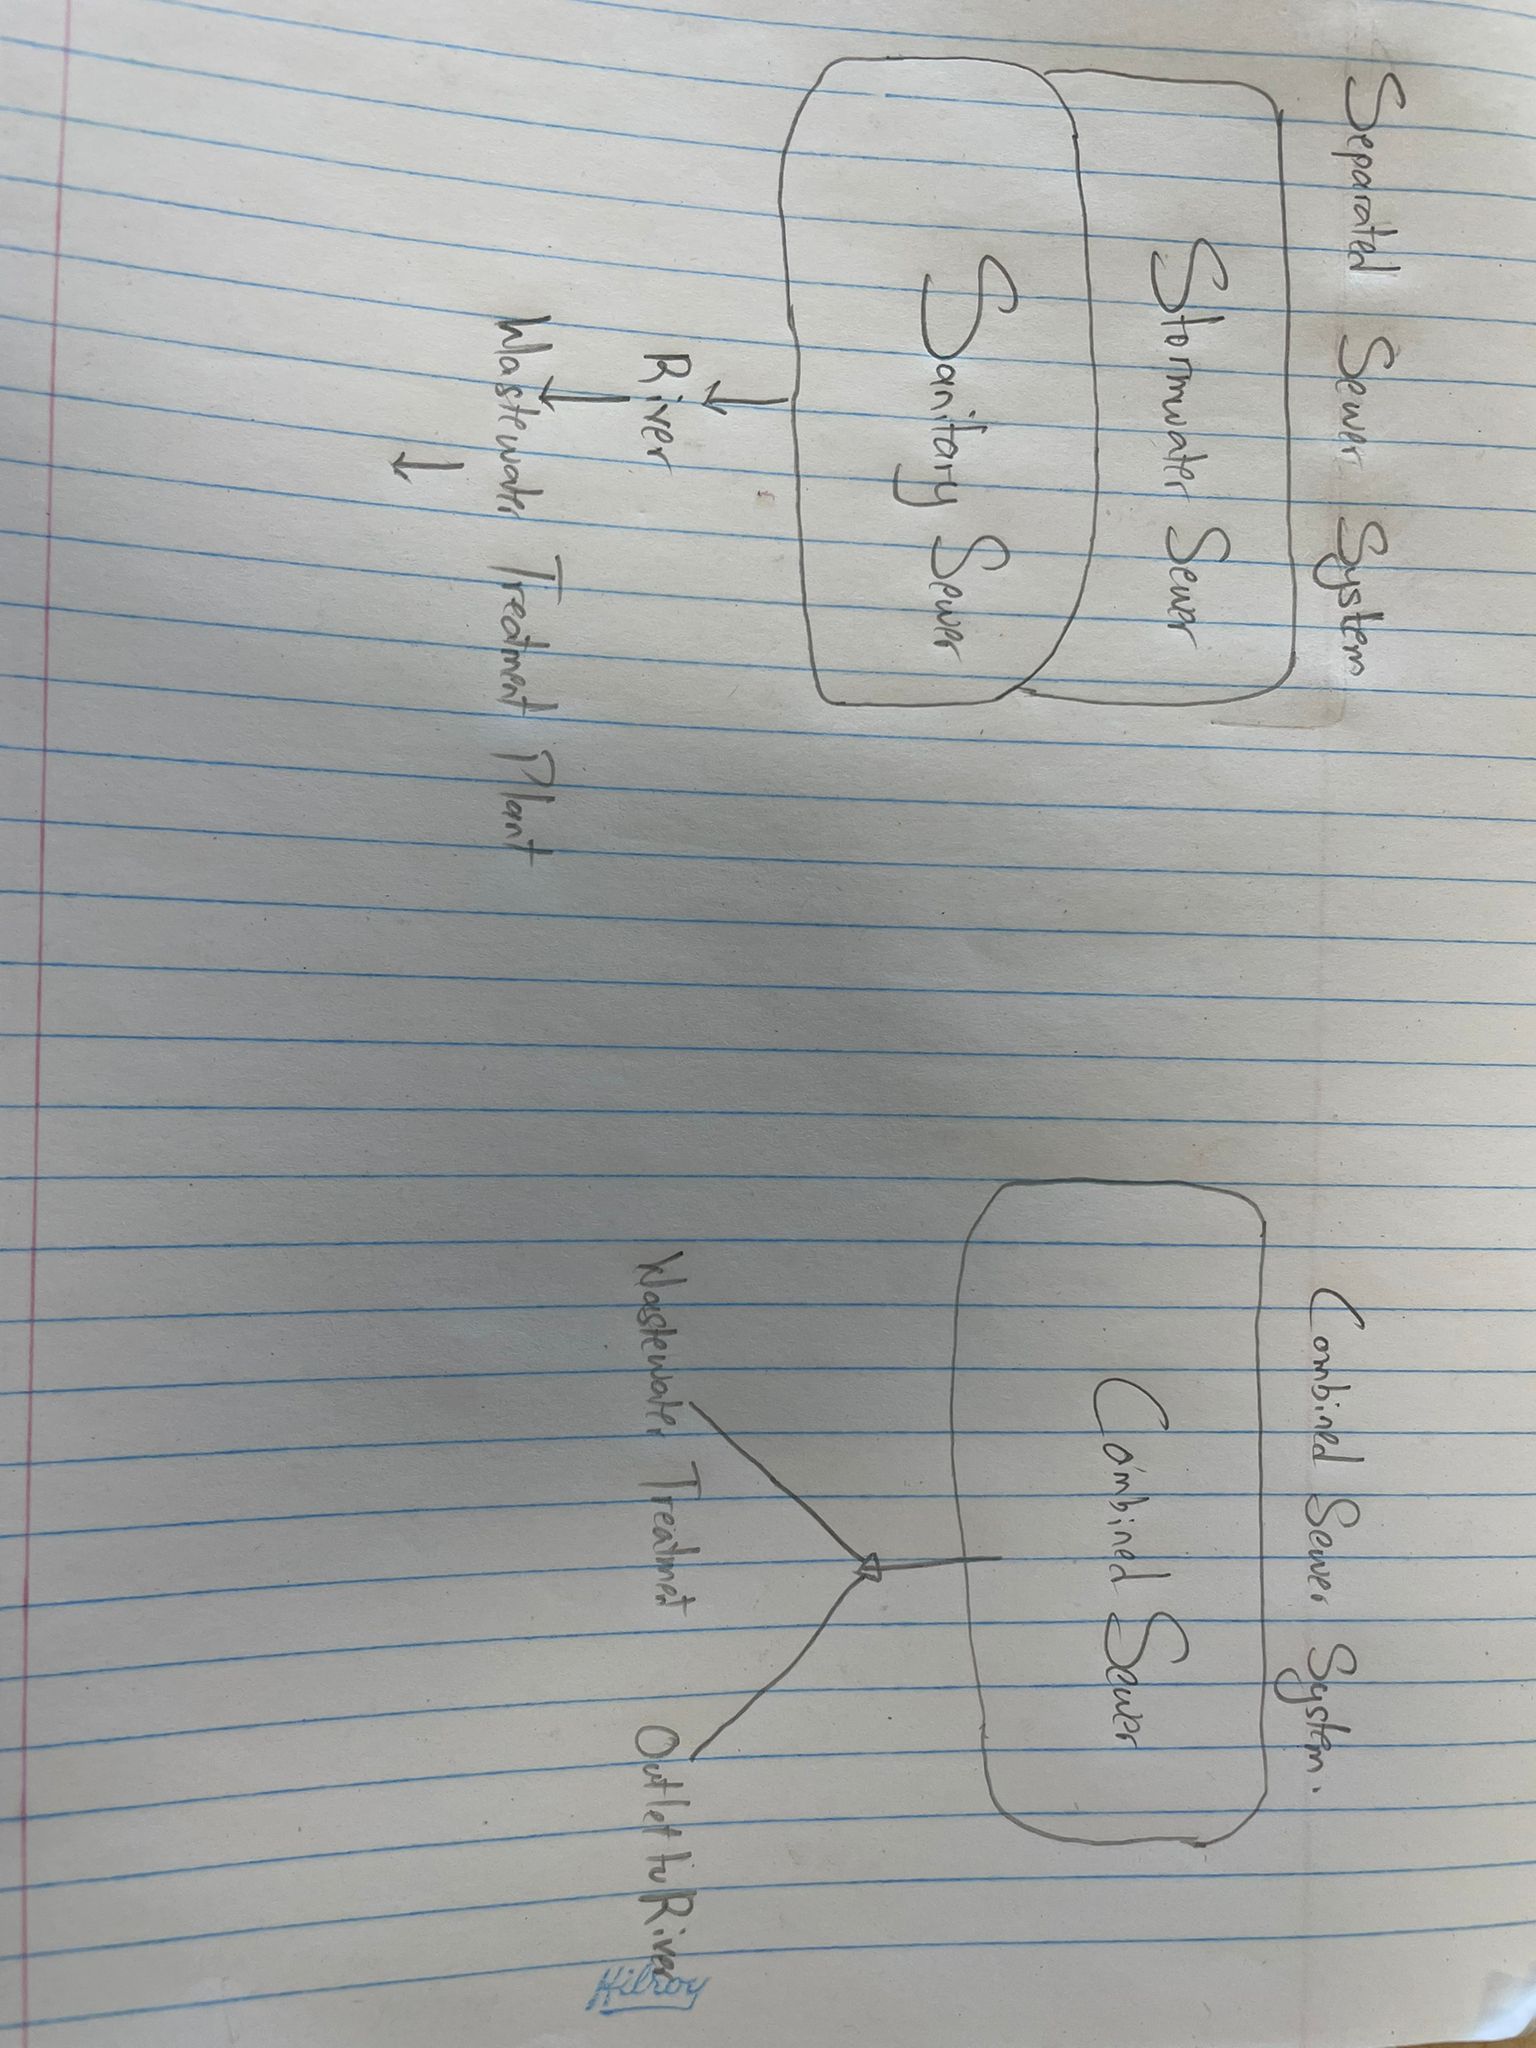 Separated Sewer System
Stormwater Sewer
Sanitary Sewer
River
Wastewater Treatment Plant
Combined Sewer System.
Combined Sewer
Wastewater Treatment
Outlet to River
Hilroy